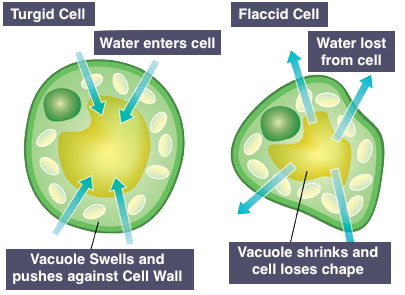 Turgid Cell
Water enters cell
Vacuole Swells and
pushes against Cell Wall
Flaccid Cell
Water lost
from cell
Vacuole shrinks and
cell loses chape